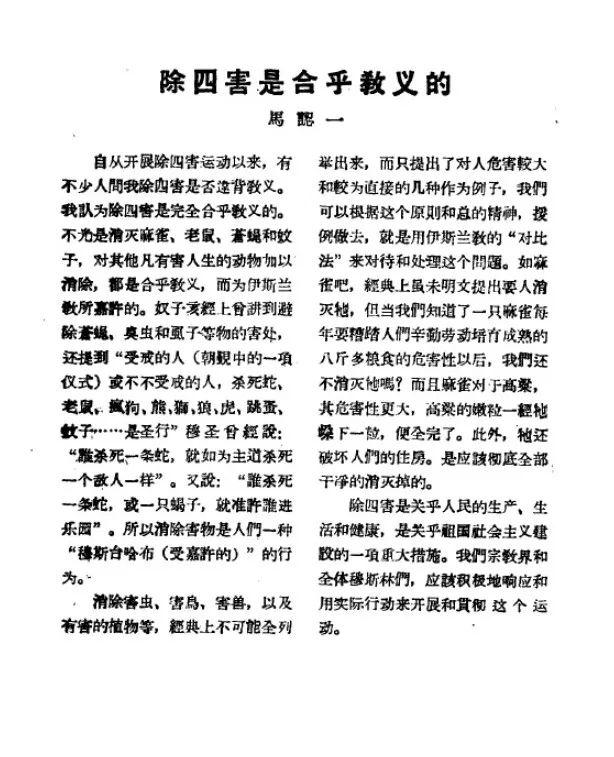 除四害是合乎教义的
馬認一
自从开展除四害运动以来，有
不少人問我除四害是否違背教义。
我認为除四害是完全合乎教义的。
不光是消灭麻雀、老鼠、蒼蝇和蚊
子，对其他凡有害人生的动物加以
消除，都是合乎教义，而为伊斯兰
教所嘉許的。奴子亥經上曾讲到避
除蒼蝇、臭虫和虱子等物的害处，
还提到“受戒的人（朝覲中的一項
仪式）或不不受戒的人，杀死蛇、
老鼠、瘋狗、熊、獅、狼、虎、跳蚤、
蚊子……是圣行”穆圣曾經說：
“誰杀死一条蛇，就如为主道杀死
一个敌人一样”。又說：“誰杀死
一条蛇，或一只蝎子，就准許誰进
乐园”。所以消除害物是人們一种
“穆斯台哈布（受嘉許的）”的行
为。
消除害虫、害鳥、害兽，以及
有害的植物等，經典上不可能全列
举出来，而只提出了对人危害較大
和較为直接的几种作为例子，我們
可以根据这个原則和总的精神，援
例做去，就是用伊斯兰教的“对比
法”来对待和处理这个問題。如麻
雀吧，經典上虽未明文提出要人消
灭牠，但当我們知道了一只麻雀每
年要糟踏人們辛勤劳动培育成熟的
八斤多粮食的危害性以后，我們还
不消灭牠嗎？而且麻雀对于高粱，
其危害性更大，高粱的嫩粒一經牠
啄下一粒，便全完了。此外，牠还
破坏人們的住房。是应該彻底全部
干净的消灭掉的。
除四害是关乎人民的生产、生
活和健康，是关乎祖国社会主义建
設的一項重大措施。我們宗教界和
全体穆斯林們，应該积极地响应和
用实际行动来开展和貫彻这个运
动。